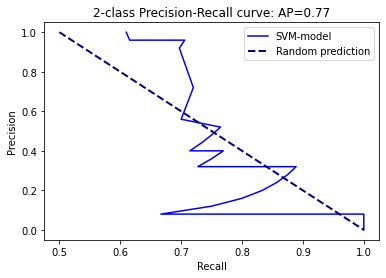 2-class Precision-Recall curve: AP=0.77
SVM-model
Random prediction
Precision
1.0
0.8
0.6
0.4
0.2
0.0
0.5 0.6 0.7 0.8 0.9 1.0
Recall